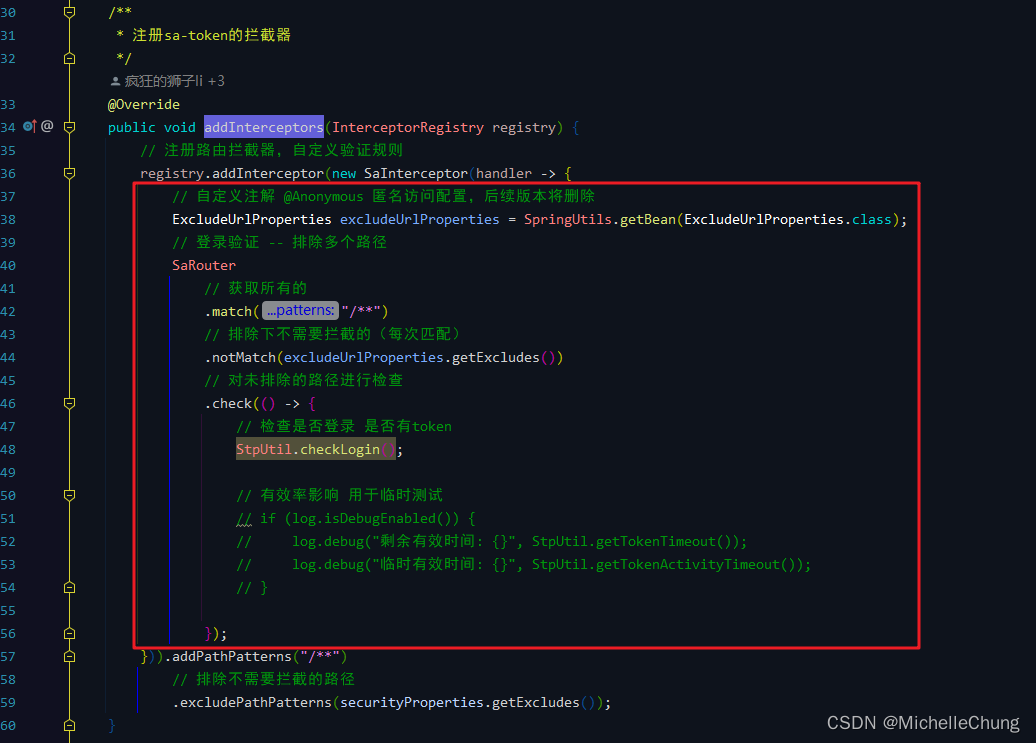 30 /**
31 * 注册sa-token的拦截器
32 */
疯狂的狮子li +3
33 @Override
34 @ public void addInterceptors(InterceptorRegistry registry) {
35 // 注册路由拦截器，自定义验证规则
36 registry.addInterceptor(new SaInterceptor(handler -> {
37 // 自定义注解 @Anonymous 匿名访问配置，后续版本将删除
38 ExcludeUrlProperties excludeUrlProperties = SpringUtils.getBean(ExcludeUrlProperties.class);
39 // 登录验证 -- 排除多个路径
40 SaRouter
41 // 获取所有的
42 .match( ...patterns: "/**")
43 // 排除下不需要拦截的（每次匹配）
44 .notMatch(excludeUrlProperties.getExcludes())
45 // 对未排除的路径进行检查
46 .check(() -> {
47 // 检查是否登录 是否有token
48 StpUtil.checkLogin();
49
50 // 有效率影响 用于临时测试
51 // if (log.isDebugEnabled()) {
52 // log.debug("剩余有效时间: {}", StpUtil.getTokenTimeout());
53 // log.debug("临时有效时间: {}", StpUtil.getTokenActivityTimeout());
54 // }
55
56 });
57 })).addPathPatterns("/**")
58 // 排除不需要拦截的路径
59 .excludePathPatterns(securityProperties.getExcludes());
60 }
CSDN @MichelleChung